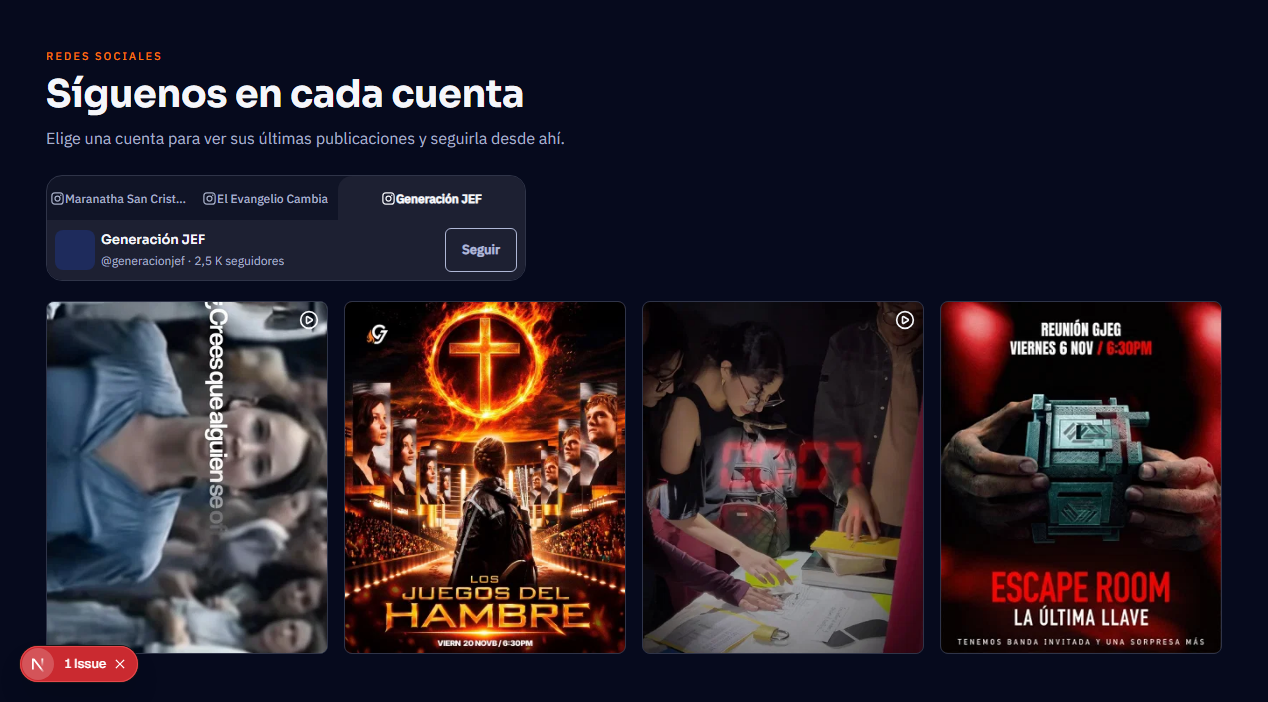 REDES SOCIALES
Síguenos en cada cuenta
Elige una cuenta para ver sus últimas publicaciones y seguirla desde ahí.
Maranatha San Crist...
El Evangelio Cambia
Generación JEF
Generación JEF
@generacionjef · 2,5 K seguidores
Seguir
¿Crees que alguien se of
LOS
JUEGOS DEL
HAMBRE
VIERN 20 NOVB / 6:30PM
00:07
REUNIÓN GJEG
VIERNES 6 NOV / 6:30PM
ESCAPE ROOM
LA ÚLTIMA LLAVE
TENEMOS BANDA INVITADA Y UNA SORPRESA MÁS
N 1 Issue